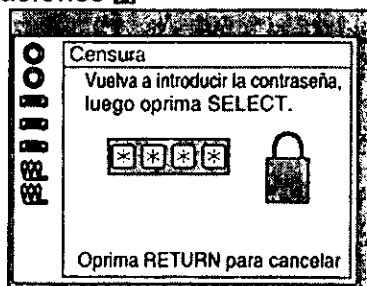 Censura
Vuelva a introducir la contraseña,
luego oprima SELECT.
* * * *
Oprima RETURN para cancelar